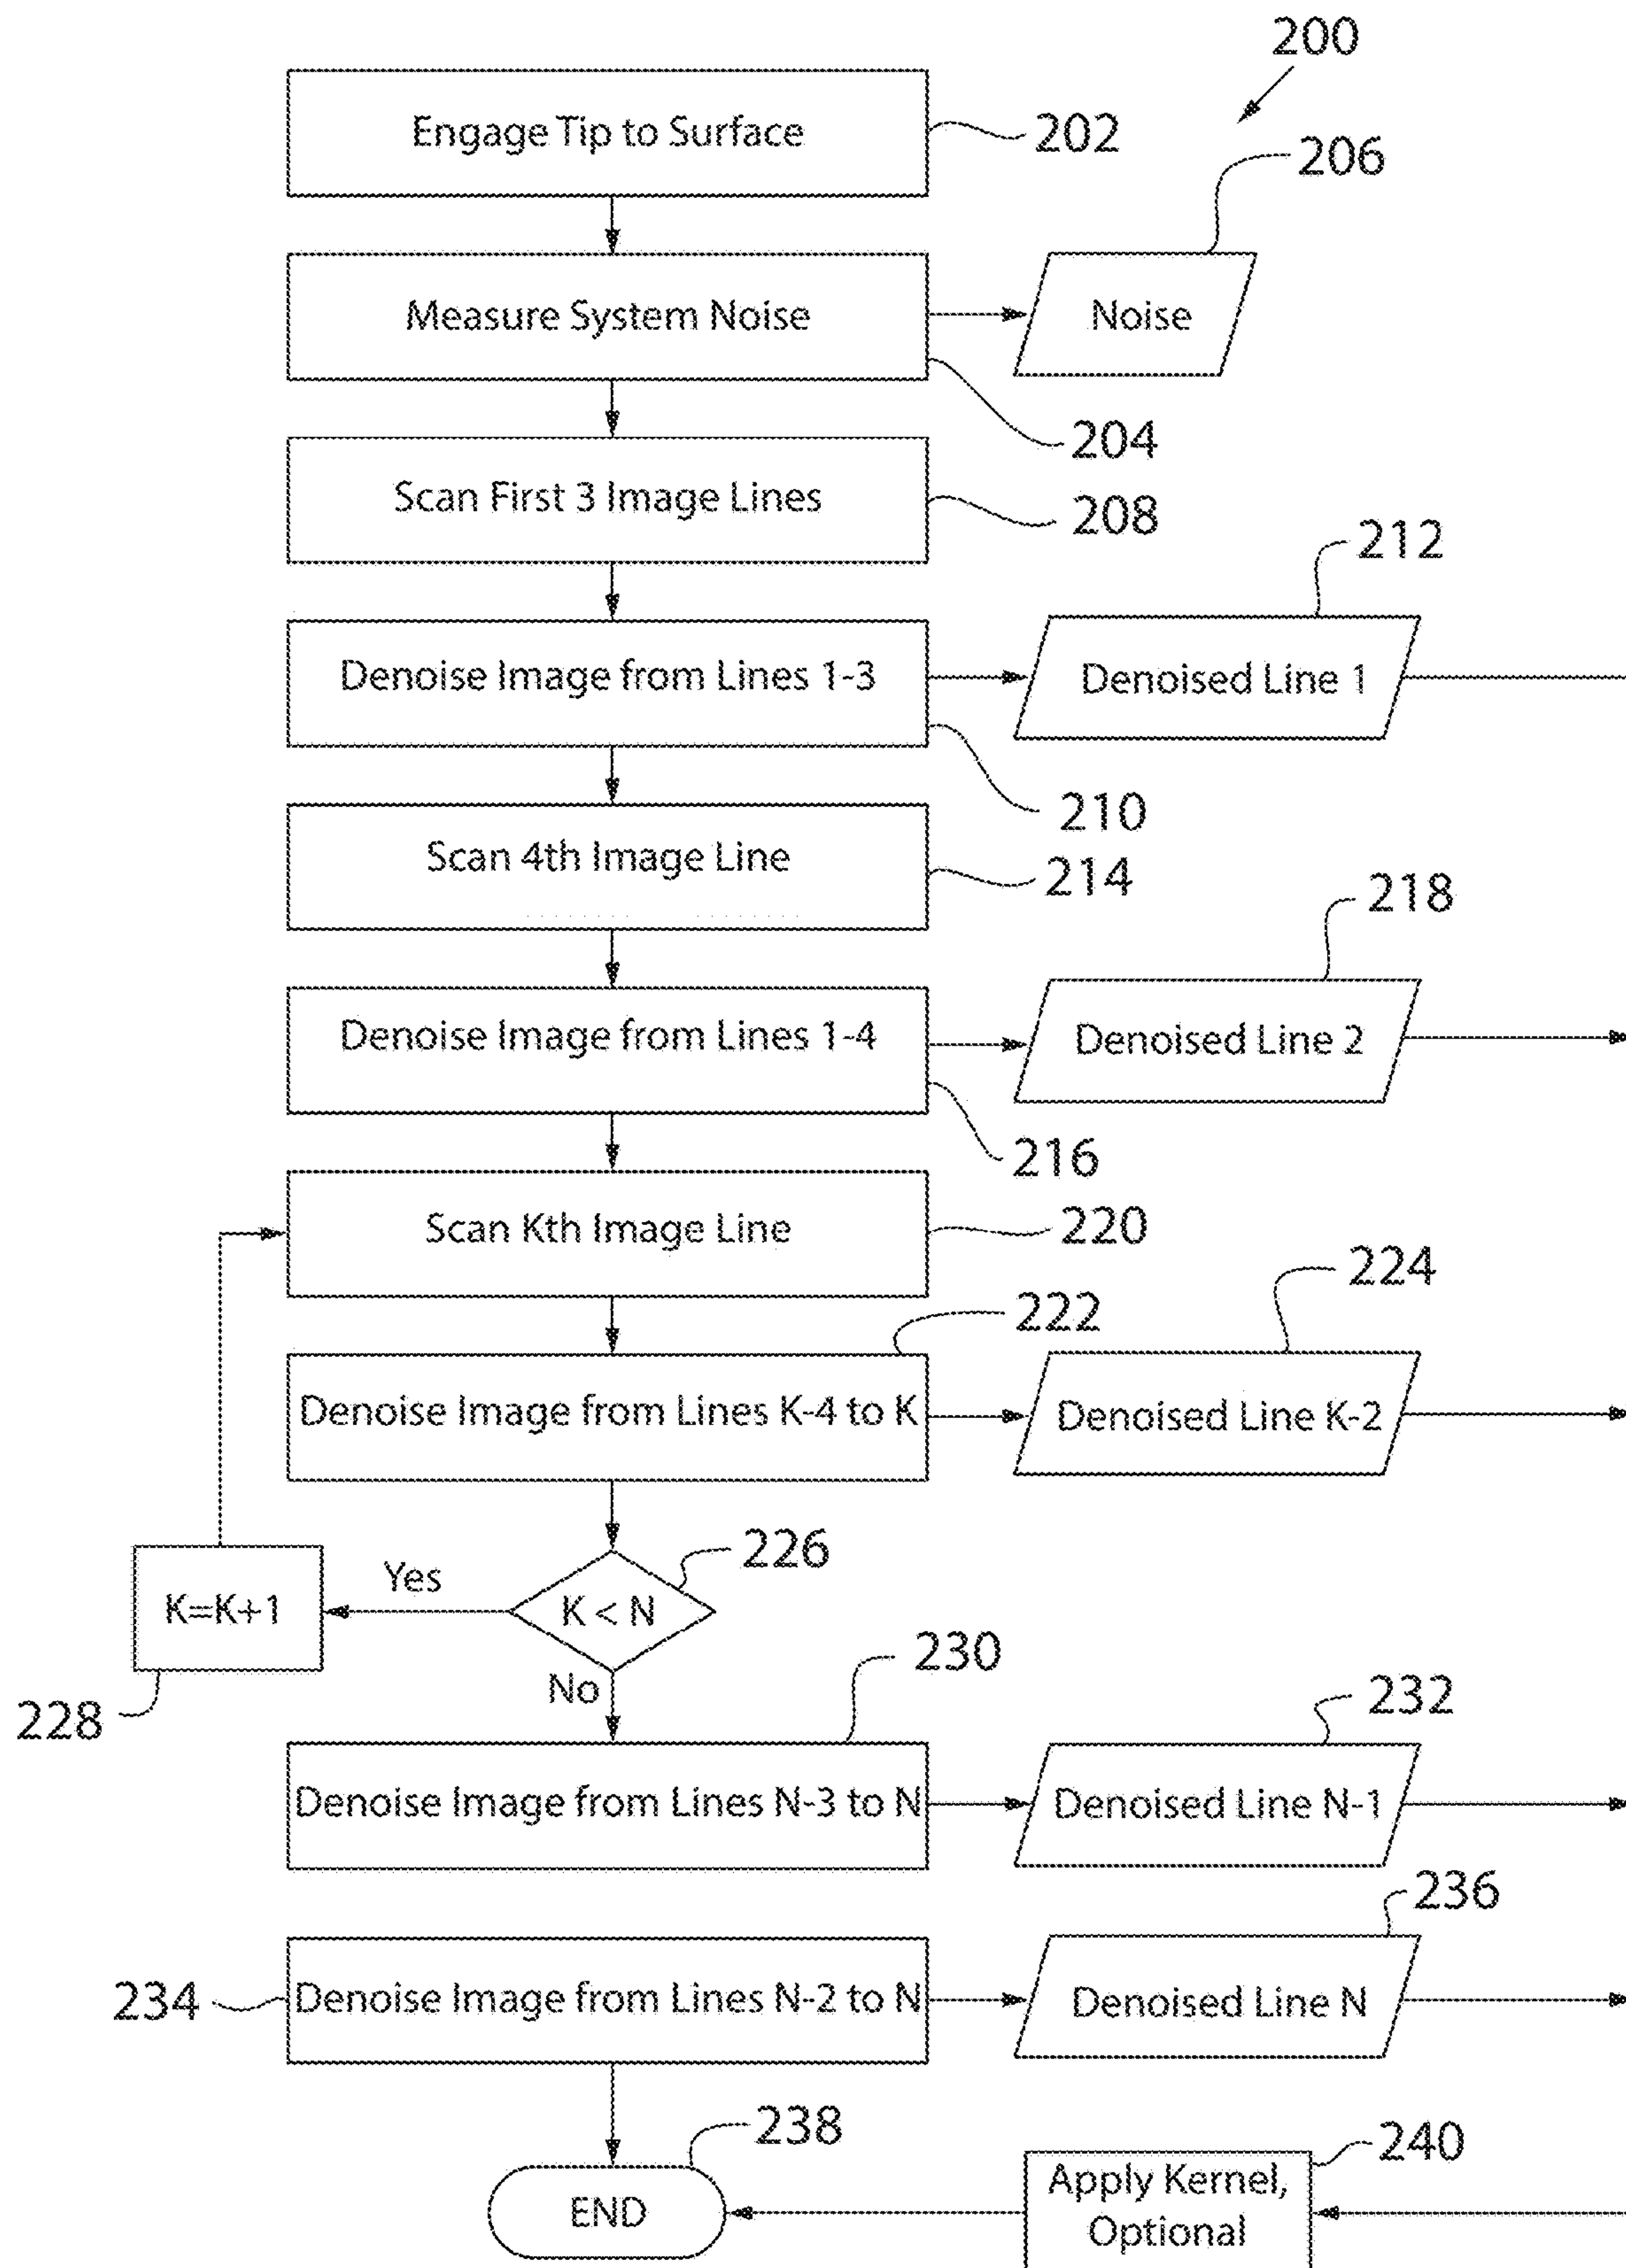 200
Engage Tip to Surface
202
206
Measure System Noise
Noise
204
Scan First 3 Image Lines
208
212
Denoise Image from Lines 1-3
Denoised Line 1
210
Scan 4th Image Line
214
218
Denoise Image from Lines 1-4
Denoised Line 2
216
Scan Kth Image Line
220
224
222
Denoise Image from Lines K-4 to K
Denoised Line K-2
226
Yes
K=K+1
K < N
230
No
232
228
Denoise Image from Lines N-3 to N
Denoised Line N-1
236
234
Denoise Image from Lines N-2 to N
Denoised Line N
238
240
END
Apply Kernel,
Optional